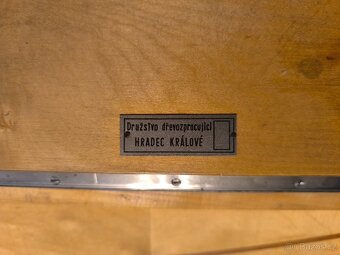 Družstvo dřevozpracující
HRADEC KRÁLOVÉ